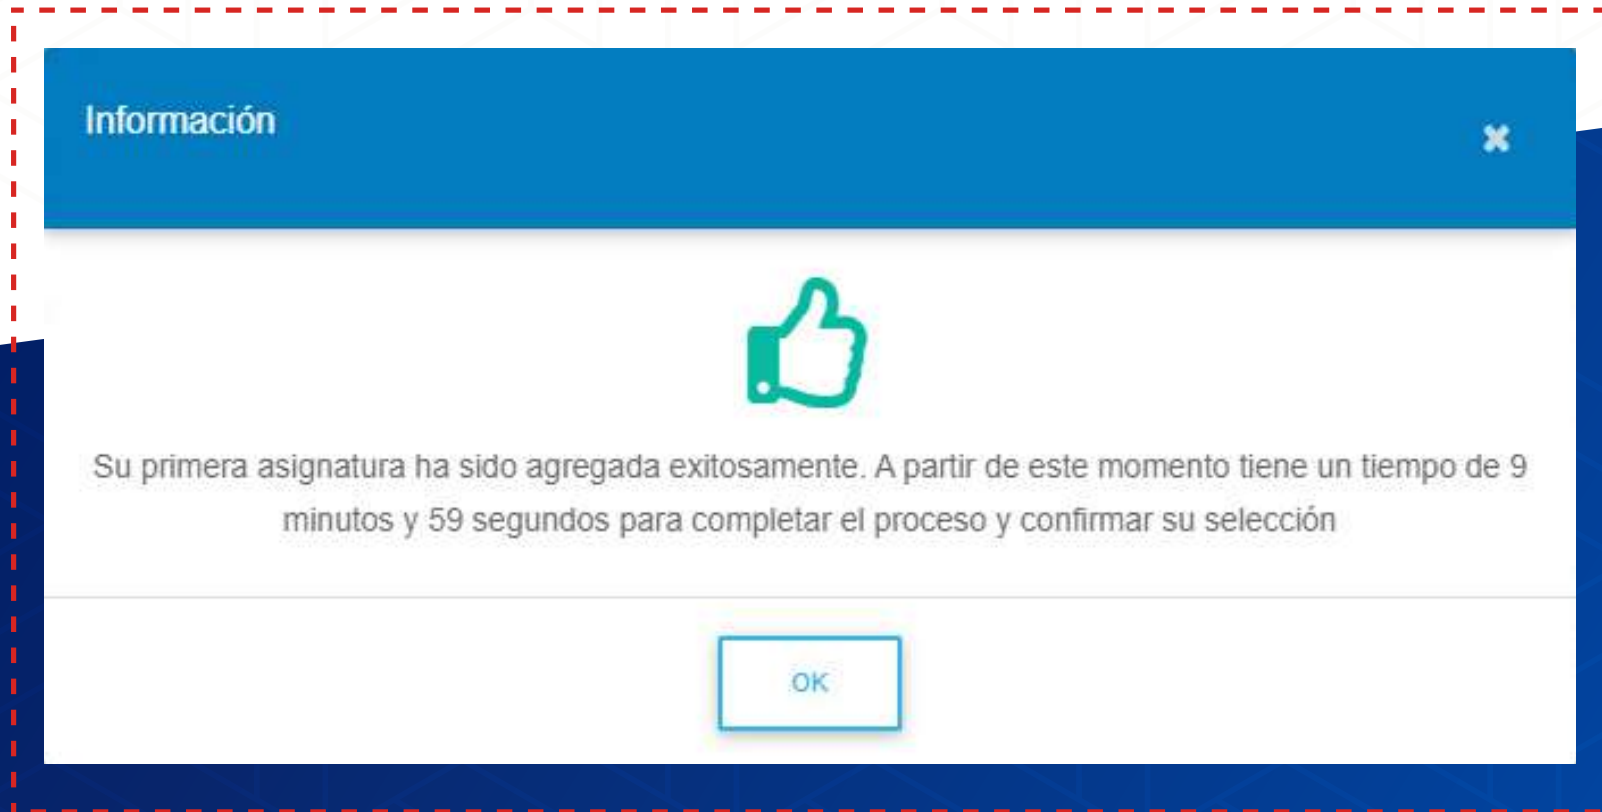 Información
Su primera asignatura ha sido agregada exitosamente. A partir de este momento tiene un tiempo de 9
minutos y 59 segundos para completar el proceso y confirmar su selección
OK